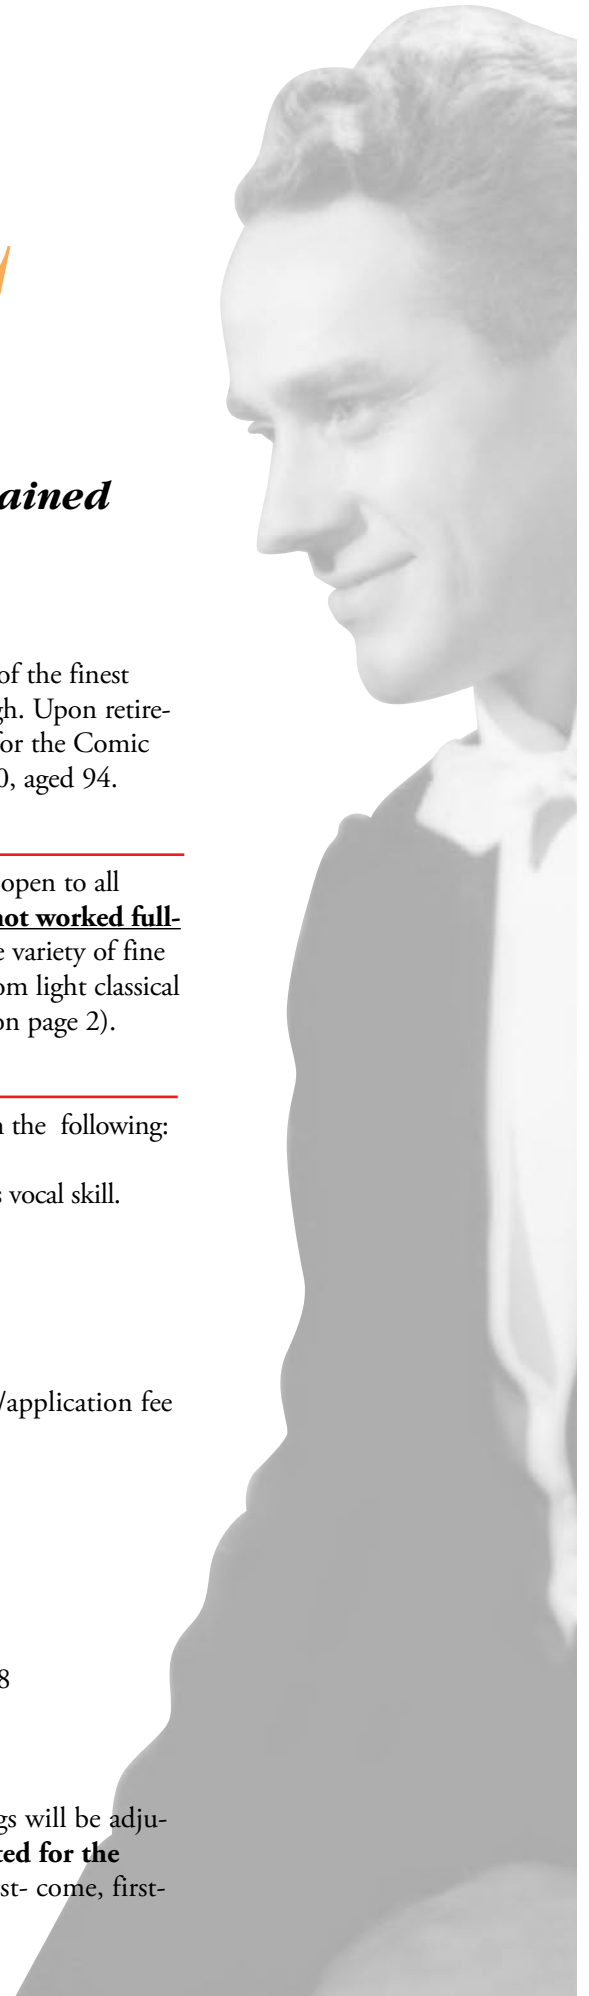 ained
of the finest
gh. Upon retire-
for the Comic
0, aged 94.
open to all
not worked full-
e variety of fine
om light classical
on page 2).
n the following:
s vocal skill.
/application fee
8
gs will be adju-
ted for the
st- come, first-